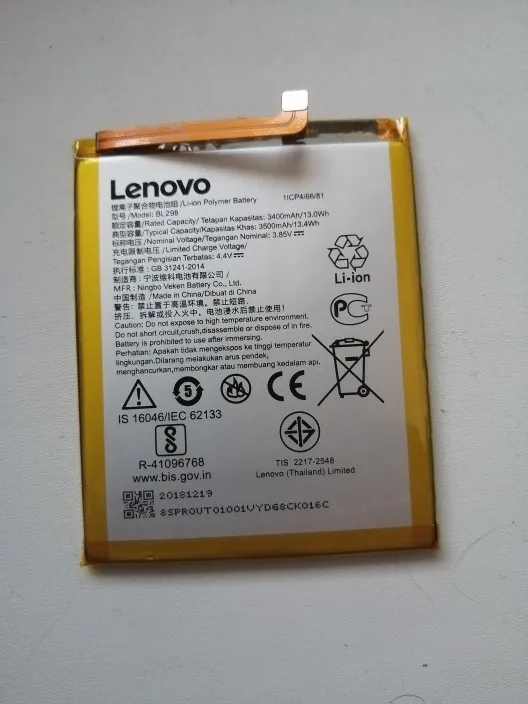 Lenovo
锂离子聚合物电池组 /Li-ion Polymer Battery 1ICP4/66/81
型号/Model: BL298
额定容量/Rated Capacity/ Tetapan Kapasitas: 3400mAh/13.0Wh
典型容量/Typical Capacity/Kapasitas Khas: 3500mAh/13.4Wh
标称电压/Nominal Voltage/Tegangan Nominal: 3.85V
充电限制电压/Limited Charge Voltage/
Tegangan Pengisian Terbatas: 4.4V
执行标准: GB 31241-2014
制造商: 宁波维科电池有限公司/
MFR : Ningbo Veken Battery Co., Ltd.
中国制造/Made in China/Dibuat di China
警告: 禁止置于高温环境。禁止短路、
挤压、拆解或投入火中。电池浸水后禁止使用!
Caution: Do not expose to high temperature environment.
Do not short circuit,crush,disassemble or dispose of in fire.
Battery is prohibited to use after immersing.
Perhatian: Apakah tidak mengekspos ke tinggi temperatur
lingkungan.Dilarang melakukan arus pendek,
menghancurkan,membongkar atau membuang kedalam api.
Li-ion
5
CE
IS 16046/IEC 62133
R-41096768
www.bis.gov.in
TIS 2217-2548
Lenovo (Thailand) Limited
20181219
8SPR0VT01001VYDG8CK016C